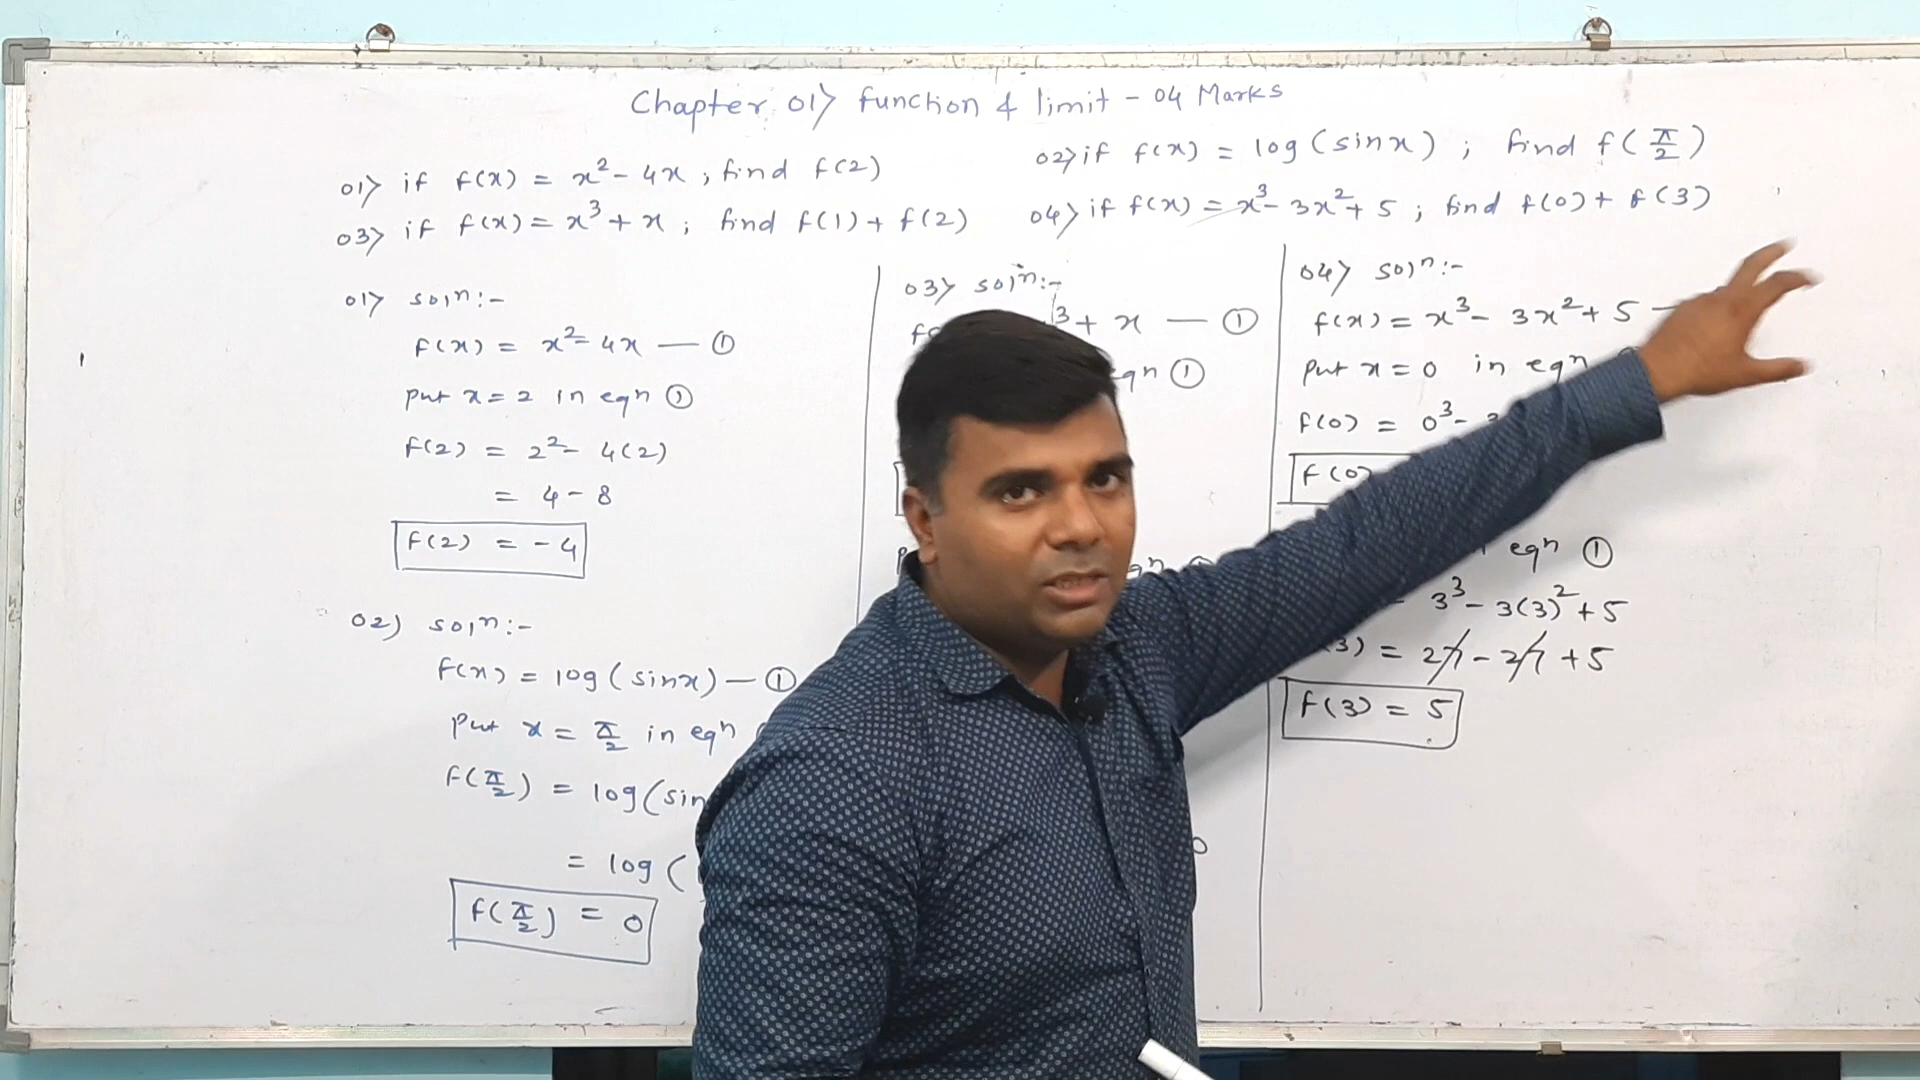 Chapter 01> function & limit - 04 Marks
01> if f(x) = x² - 4x ; find f(2)
02> if f(x) = log(sinx) ; find f(π/2)
03> if f(x) = x³ + x ; find f(1) + f(2)
04> if f(x) = x³ - 3x² + 5 ; find f(0) + f(3)
01> soln:-
f(x) = x² - 4x — ①
put x = 2 in eqn ①
f(2) = 2² - 4(2)
= 4 - 8
f(2) = -4
02) soln:-
f(x) = log(sinx) — ①
put x = π/2 in eqn
f(π/2) = log(sin
= log(
f(π/2) = 0
03> soln:-
³ + x — ①
eqn ①
04> soln:-
f(x) = x³ - 3x² + 5 —
put x = 0 in eqn
f(0) = 0³ -
f(0)
eqn ①
3³ - 3(3)² + 5
(3) = 27 - 27 + 5
f(3) = 5